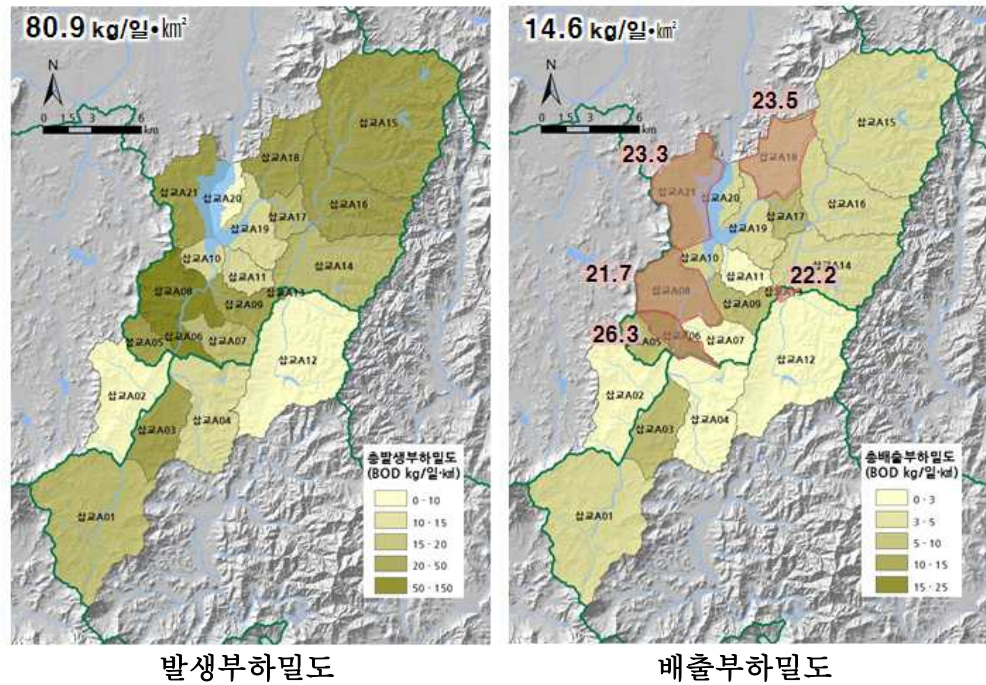 80.9 kg/일•㎢
N
0 1.5 3 6
km
삽교A15
삽교A18
삽교A21
삽교A20
삽교A17
삽교A16
삽교A19
삽교A10
삽교A14
삽교A11
삽교A08
삽교A13
삽교A09
삽교A05
삽교A06
삽교A07
삽교A12
삽교A02
삽교A03
삽교A04
삽교A01
총발생부하밀도
(BOD kg/일·㎢)
0 - 10
10 - 15
15 - 20
20 - 50
50 - 150
발생부하밀도
14.6 kg/일•㎢
N
0 1.5 3 6
km
23.5
삽교A15
23.3
삽교A18
삽교A21
삽교A20
삽교A17
삽교A16
삽교A19
삽교A10
삽교A14
21.7
삽교A11
22.2
삽교A08
삽교A09
26.3
A05
삽교A06
삽교A07
삽교A12
삽교A02
삽교A03
삽교A04
삽교A01
총배출부하밀도
(BOD kg/일·㎢)
0 - 3
3 - 5
5 - 10
10 - 15
15 - 25
배출부하밀도